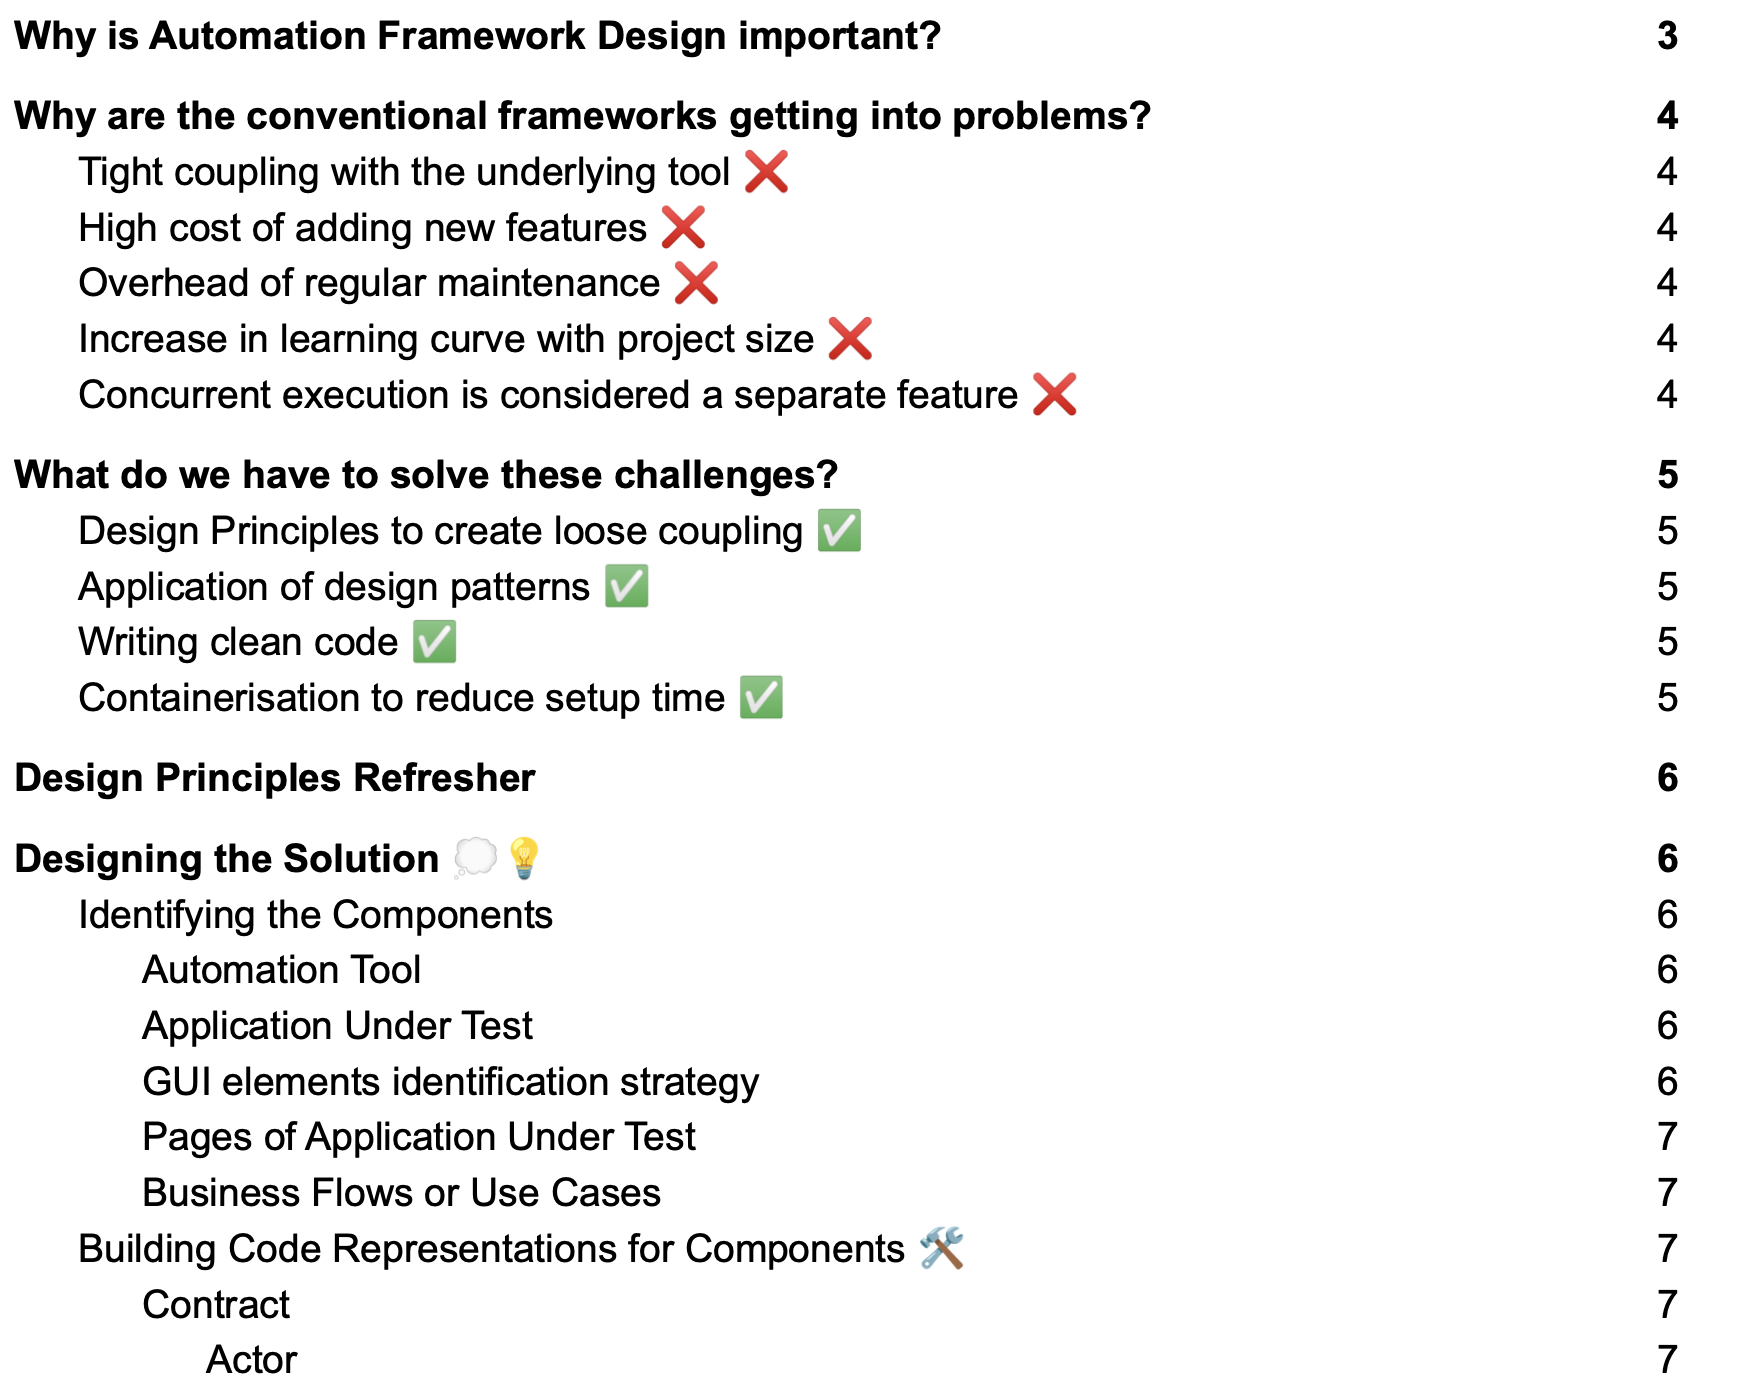 Why is Automation Framework Design important? 3
Why are the conventional frameworks getting into problems? 4
Tight coupling with the underlying tool ❌ 4
High cost of adding new features ❌ 4
Overhead of regular maintenance ❌ 4
Increase in learning curve with project size ❌ 4
Concurrent execution is considered a separate feature ❌ 4
What do we have to solve these challenges? 5
Design Principles to create loose coupling ✅ 5
Application of design patterns ✅ 5
Writing clean code ✅ 5
Containerisation to reduce setup time ✅ 5
Design Principles Refresher 6
Designing the Solution 💭💡 6
Identifying the Components 6
Automation Tool 6
Application Under Test 6
GUI elements identification strategy 6
Pages of Application Under Test 7
Business Flows or Use Cases 7
Building Code Representations for Components 🛠️ 7
Contract 7
Actor 7